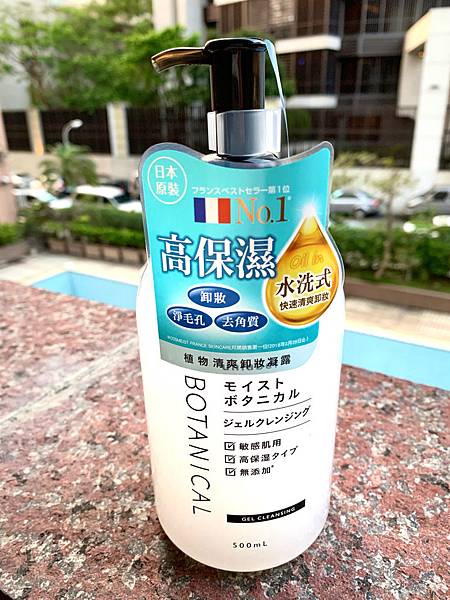 日本
原裝
フランスベストセラー第1位
No.1
高保濕
Oil in
水洗式
快速清爽卸妝
卸妝
淨毛孔
去角質
植物清爽卸妝凝露
BOTANICAL
モイスト
ボタニカル
ジェルクレンジング
敏感肌用
高保湿タイプ
無添加*
GEL CLEANSING
500mL